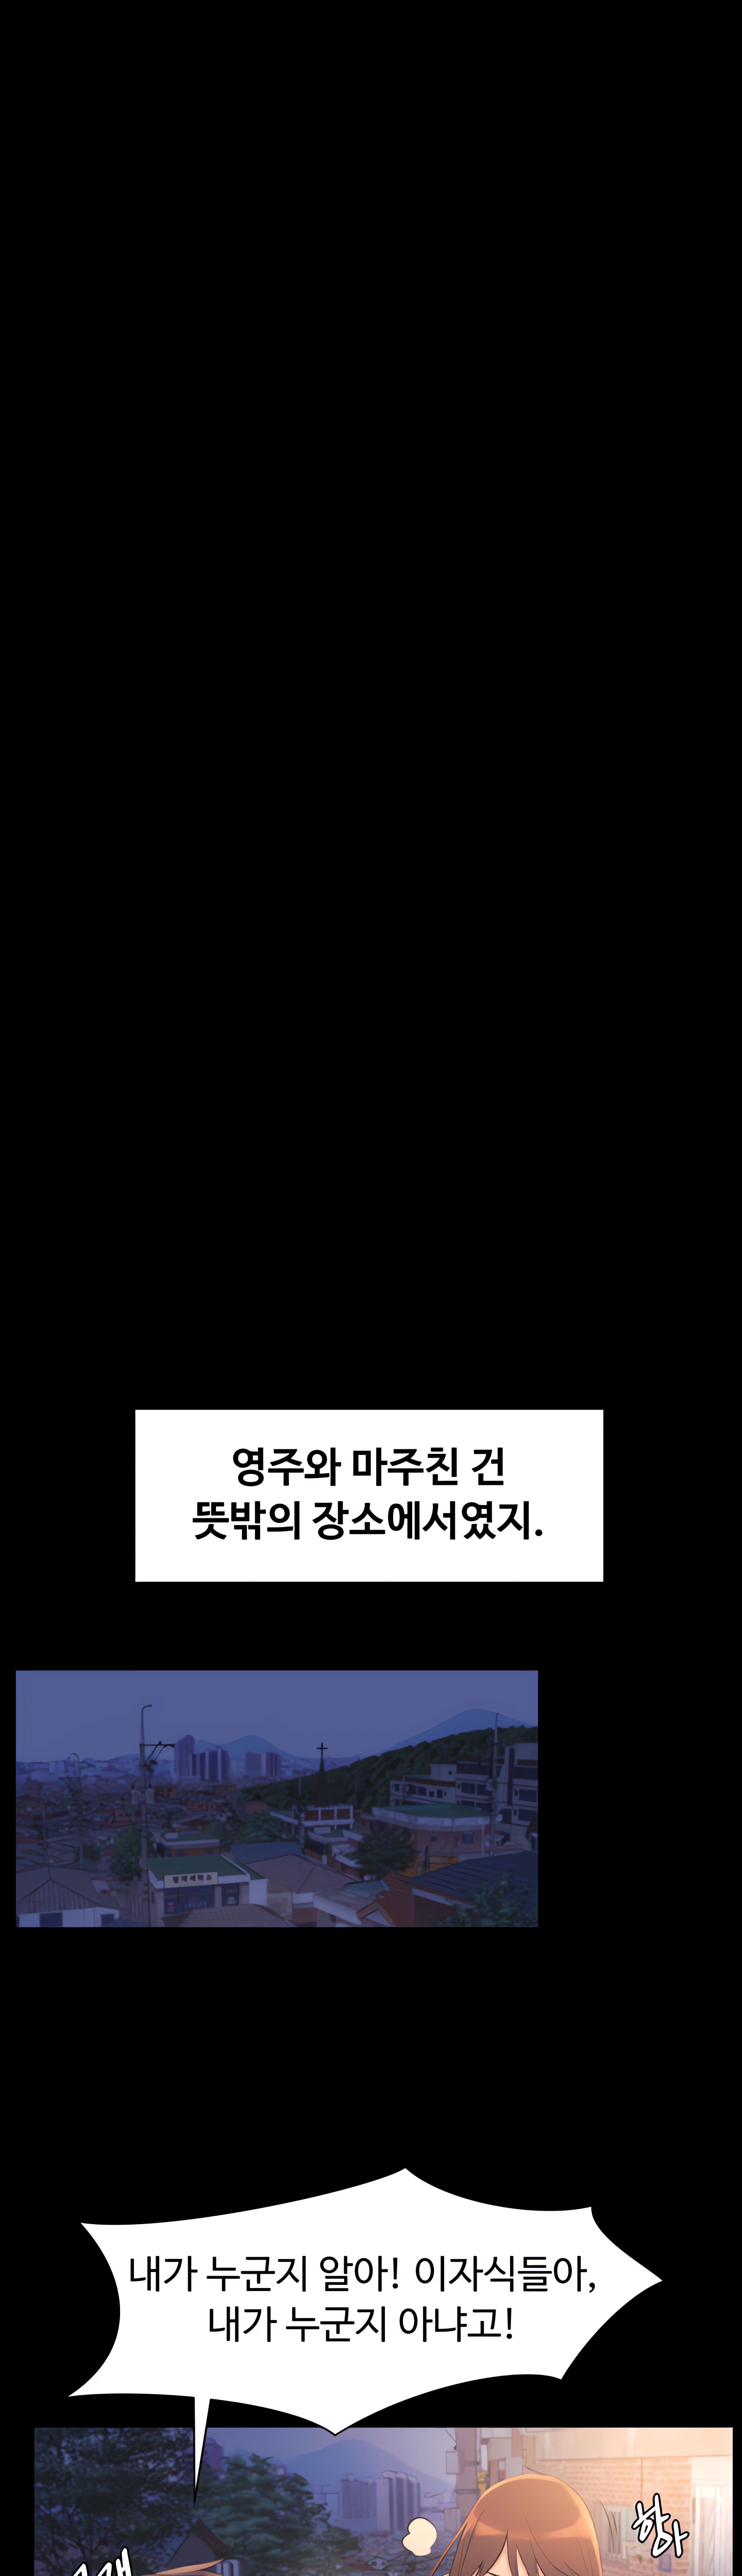 영주와 마주친 건
뜻밖의 장소에서였지.
내가 누군지 알아! 이자식들아,
내가 누군지 아냐고!
하아